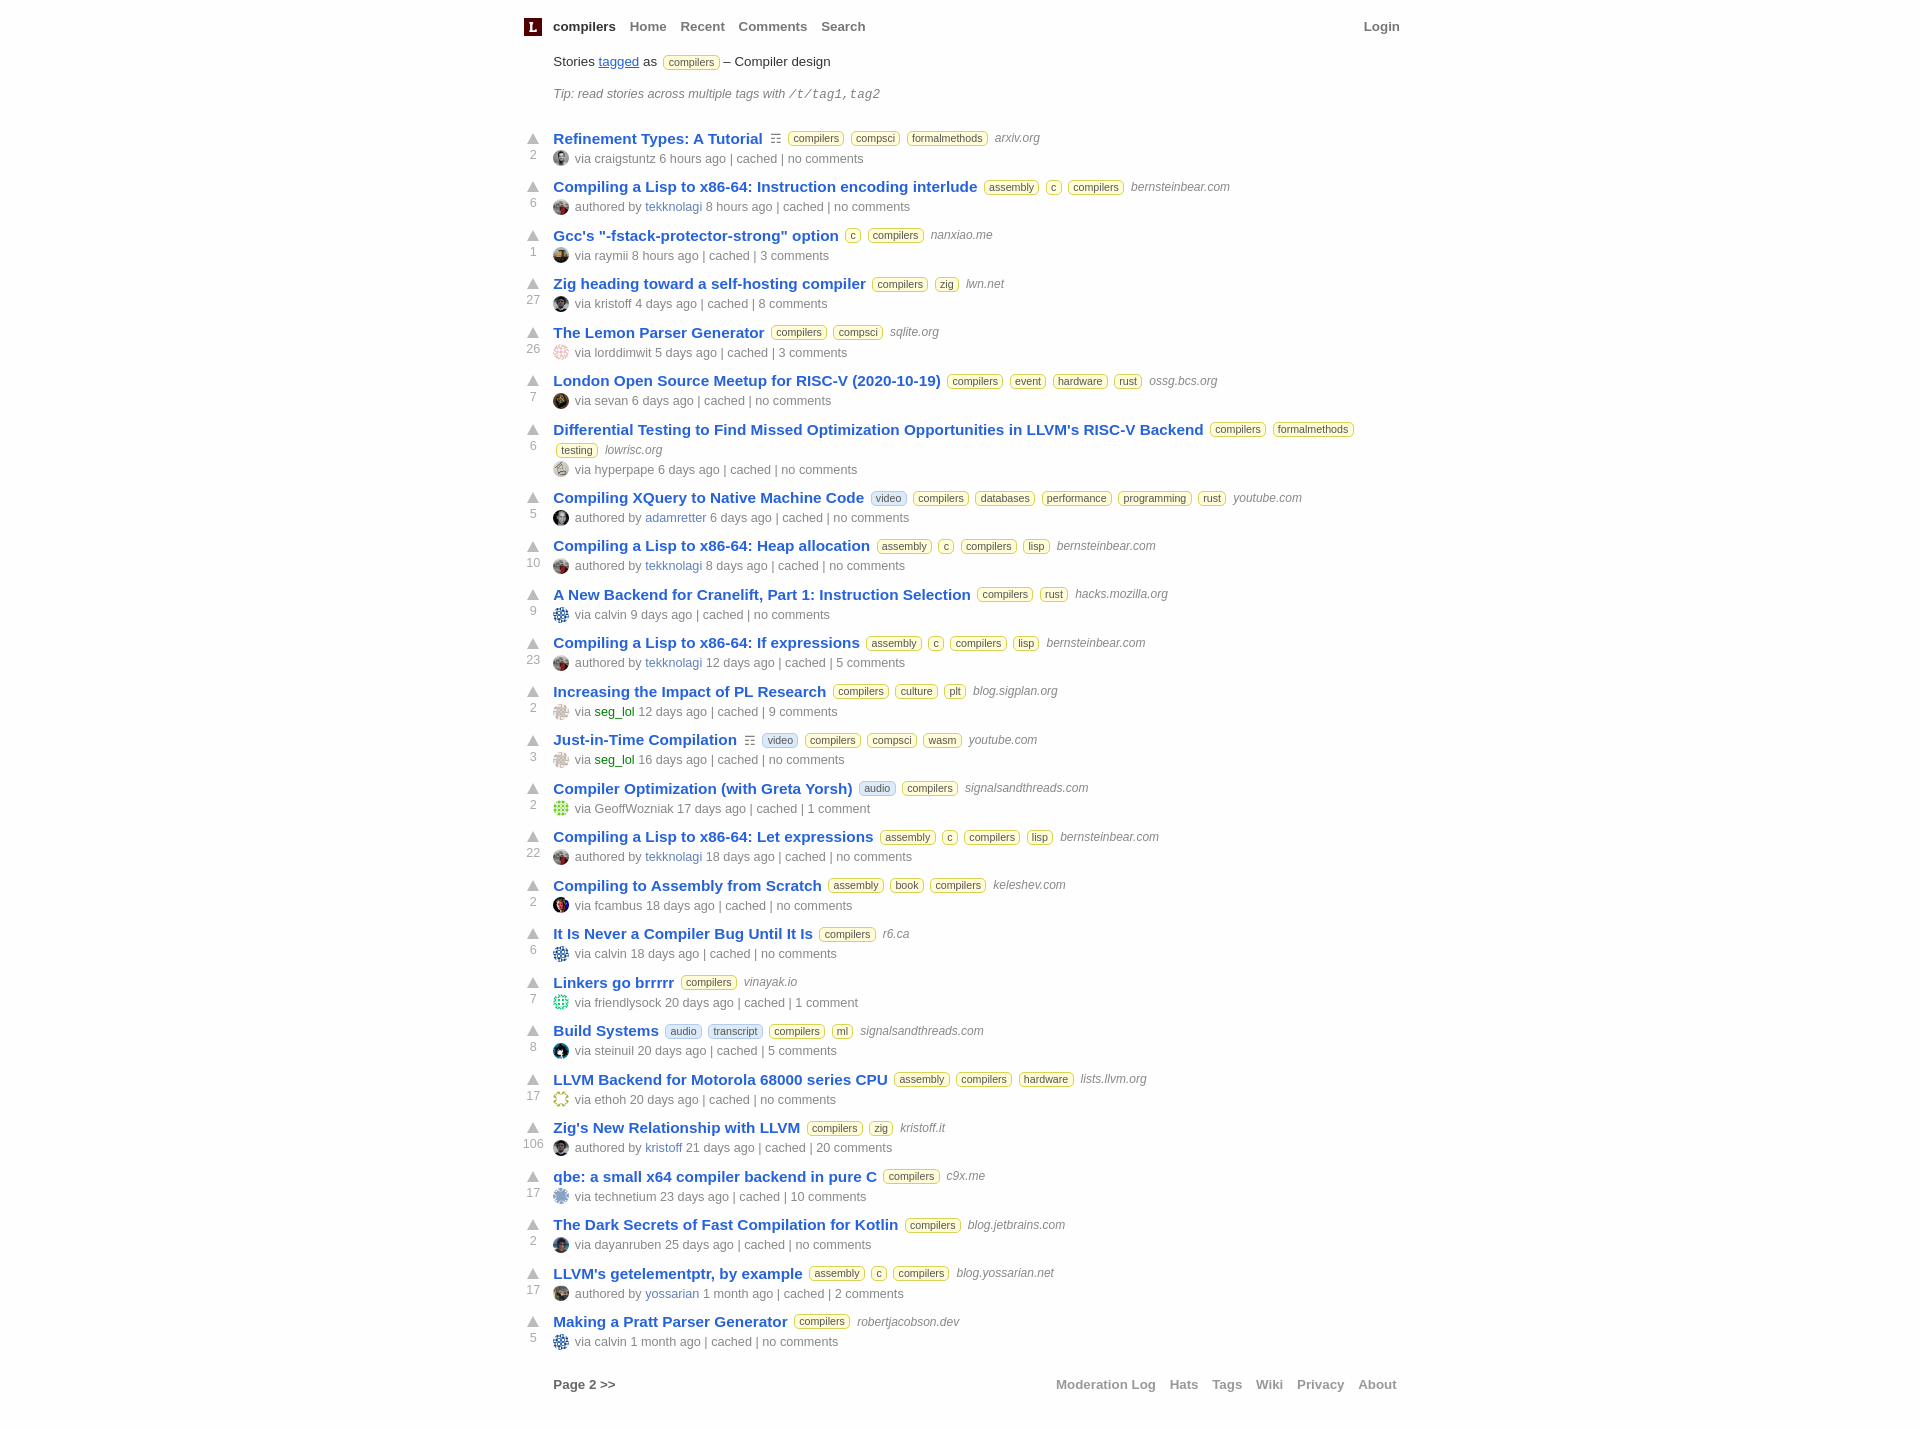 L compilers Home Recent Comments Search Login
Stories tagged as compilers – Compiler design
Tip: read stories across multiple tags with /t/tag1,tag2
Refinement Types: A Tutorial ☶ compilers compsci formalmethods arxiv.org
2 via craigstuntz 6 hours ago | cached | no comments
Compiling a Lisp to x86-64: Instruction encoding interlude assembly c compilers bernsteinbear.com
6 authored by tekknolagi 8 hours ago | cached | no comments
Gcc's "-fstack-protector-strong" option c compilers nanxiao.me
1 via raymii 8 hours ago | cached | 3 comments
Zig heading toward a self-hosting compiler compilers zig lwn.net
27 via kristoff 4 days ago | cached | 8 comments
The Lemon Parser Generator compilers compsci sqlite.org
26 via lorddimwit 5 days ago | cached | 3 comments
London Open Source Meetup for RISC-V (2020-10-19) compilers event hardware rust ossg.bcs.org
7 via sevan 6 days ago | cached | no comments
Differential Testing to Find Missed Optimization Opportunities in LLVM's RISC-V Backend compilers formalmethods
6 testing lowrisc.org
via hyperpape 6 days ago | cached | no comments
Compiling XQuery to Native Machine Code video compilers databases performance programming rust youtube.com
5 authored by adamretter 6 days ago | cached | no comments
Compiling a Lisp to x86-64: Heap allocation assembly c compilers lisp bernsteinbear.com
10 authored by tekknolagi 8 days ago | cached | no comments
A New Backend for Cranelift, Part 1: Instruction Selection compilers rust hacks.mozilla.org
9 via calvin 9 days ago | cached | no comments
Compiling a Lisp to x86-64: If expressions assembly c compilers lisp bernsteinbear.com
23 authored by tekknolagi 12 days ago | cached | 5 comments
Increasing the Impact of PL Research compilers culture plt blog.sigplan.org
2 via seg_lol 12 days ago | cached | 9 comments
Just-in-Time Compilation ☶ video compilers compsci wasm youtube.com
3 via seg_lol 16 days ago | cached | no comments
Compiler Optimization (with Greta Yorsh) audio compilers signalsandthreads.com
2 via GeoffWozniak 17 days ago | cached | 1 comment
Compiling a Lisp to x86-64: Let expressions assembly c compilers lisp bernsteinbear.com
22 authored by tekknolagi 18 days ago | cached | no comments
Compiling to Assembly from Scratch assembly book compilers keleshev.com
2 via fcambus 18 days ago | cached | no comments
It Is Never a Compiler Bug Until It Is compilers r6.ca
6 via calvin 18 days ago | cached | no comments
Linkers go brrrrr compilers vinayak.io
7 via friendlysock 20 days ago | cached | 1 comment
Build Systems audio transcript compilers ml signalsandthreads.com
8 via steinuil 20 days ago | cached | 5 comments
LLVM Backend for Motorola 68000 series CPU assembly compilers hardware lists.llvm.org
17 via ethoh 20 days ago | cached | no comments
Zig's New Relationship with LLVM compilers zig kristoff.it
106 authored by kristoff 21 days ago | cached | 20 comments
qbe: a small x64 compiler backend in pure C compilers c9x.me
17 via technetium 23 days ago | cached | 10 comments
The Dark Secrets of Fast Compilation for Kotlin compilers blog.jetbrains.com
2 via dayanruben 25 days ago | cached | no comments
LLVM's getelementptr, by example assembly c compilers blog.yossarian.net
17 authored by yossarian 1 month ago | cached | 2 comments
Making a Pratt Parser Generator compilers robertjacobson.dev
5 via calvin 1 month ago | cached | no comments
Page 2 >> Moderation Log Hats Tags Wiki Privacy About